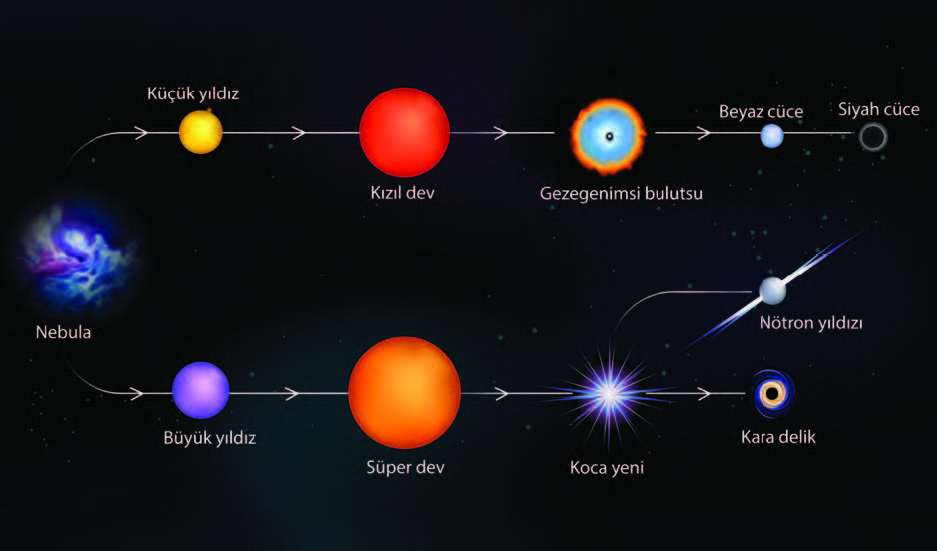 Küçük yıldız
Kızıl dev
Gezegenimsi bulutsu
Beyaz cüce
Siyah cüce
Nebula
Nötron yıldızı
Büyük yıldız
Süper dev
Koca yeni
Kara delik